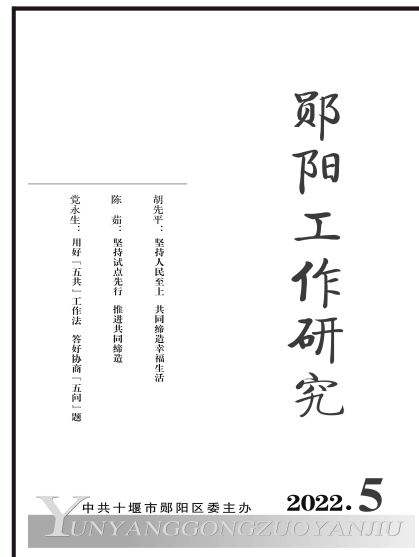 郧阳工作研究
胡先平：坚持人民至上　共同缔造幸福生活
陈　茹：坚持试点先行　推进共同缔造
党永生：用好「五共」工作法　答好协商「五问」题
中共十堰市郧阳区委主办
2022.5
YUNYANGGONGZUOYANJIU